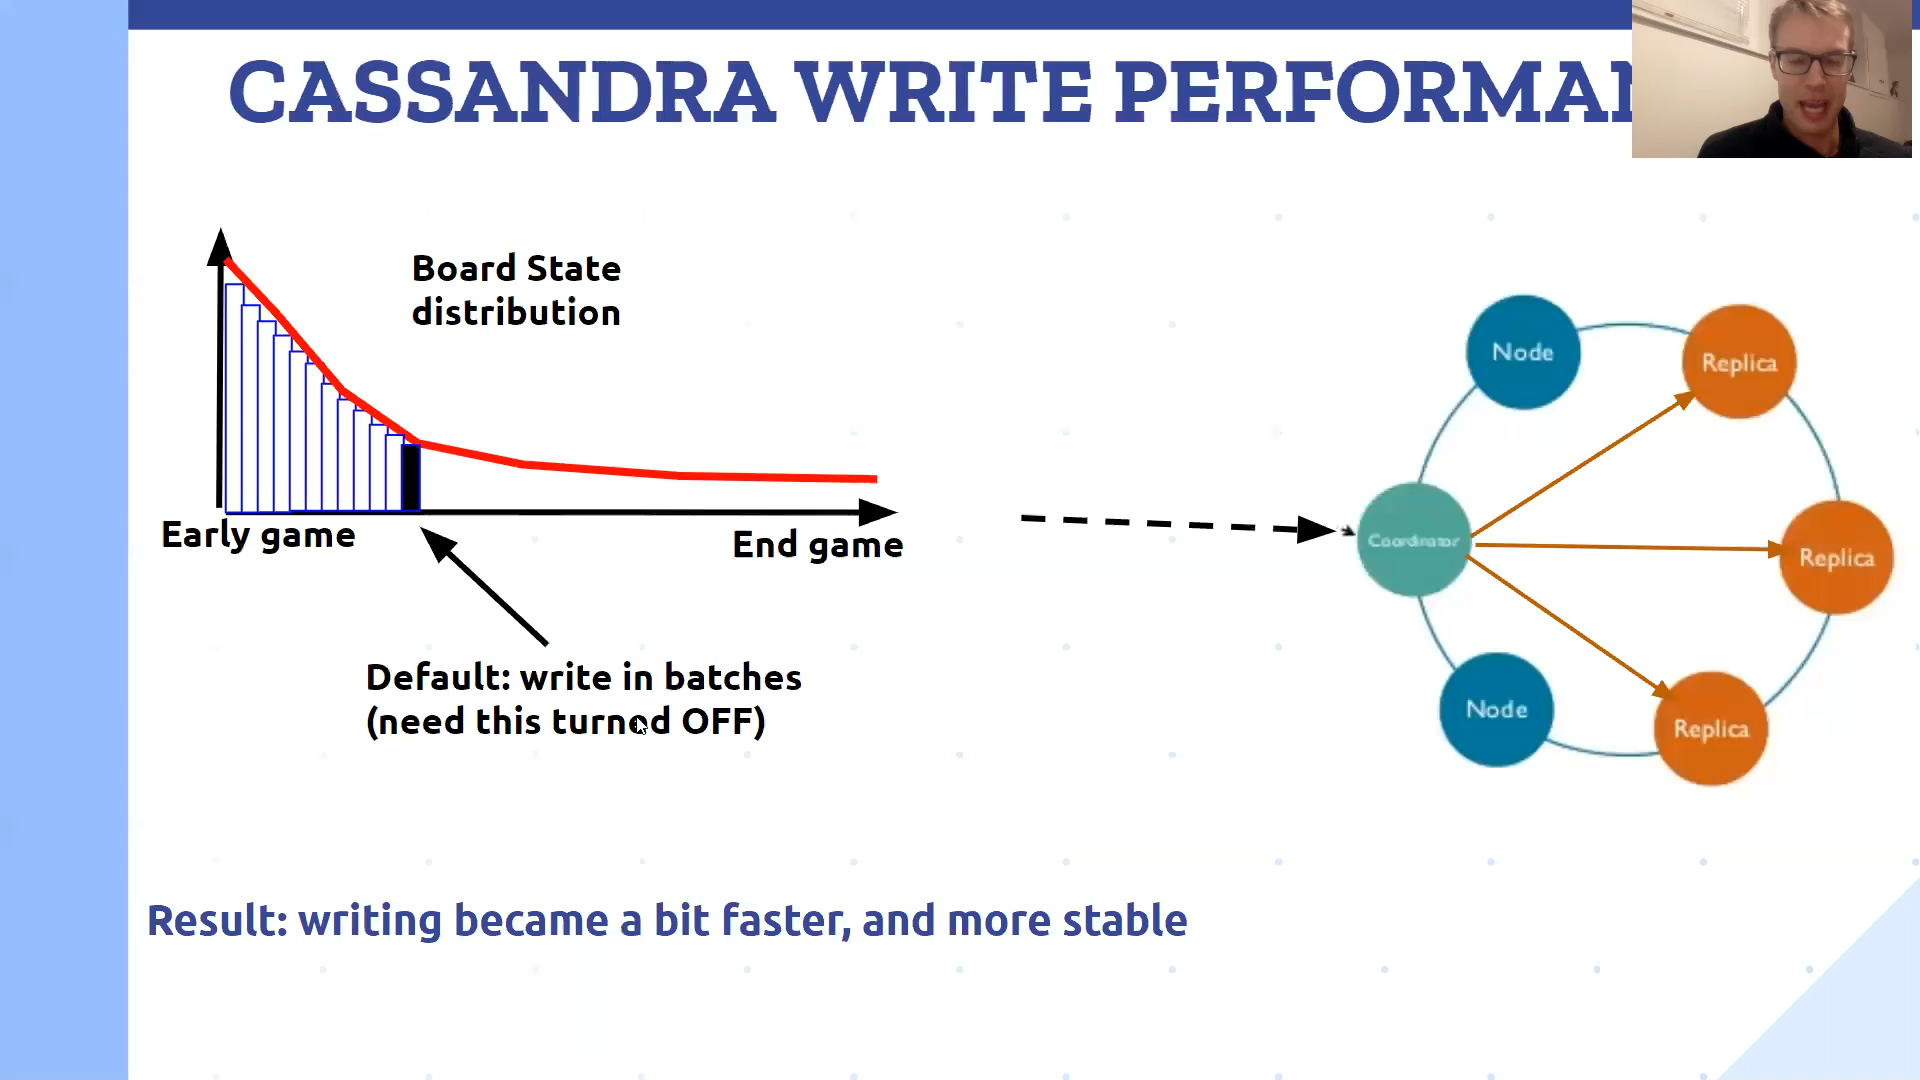 CASSANDRA WRITE PERFORMAN
Board State
distribution
Early game
End game
Default: write in batches
(need this turned OFF)
Node
Replica
Coordinator
Replica
Node
Replica
Result: writing became a bit faster, and more stable